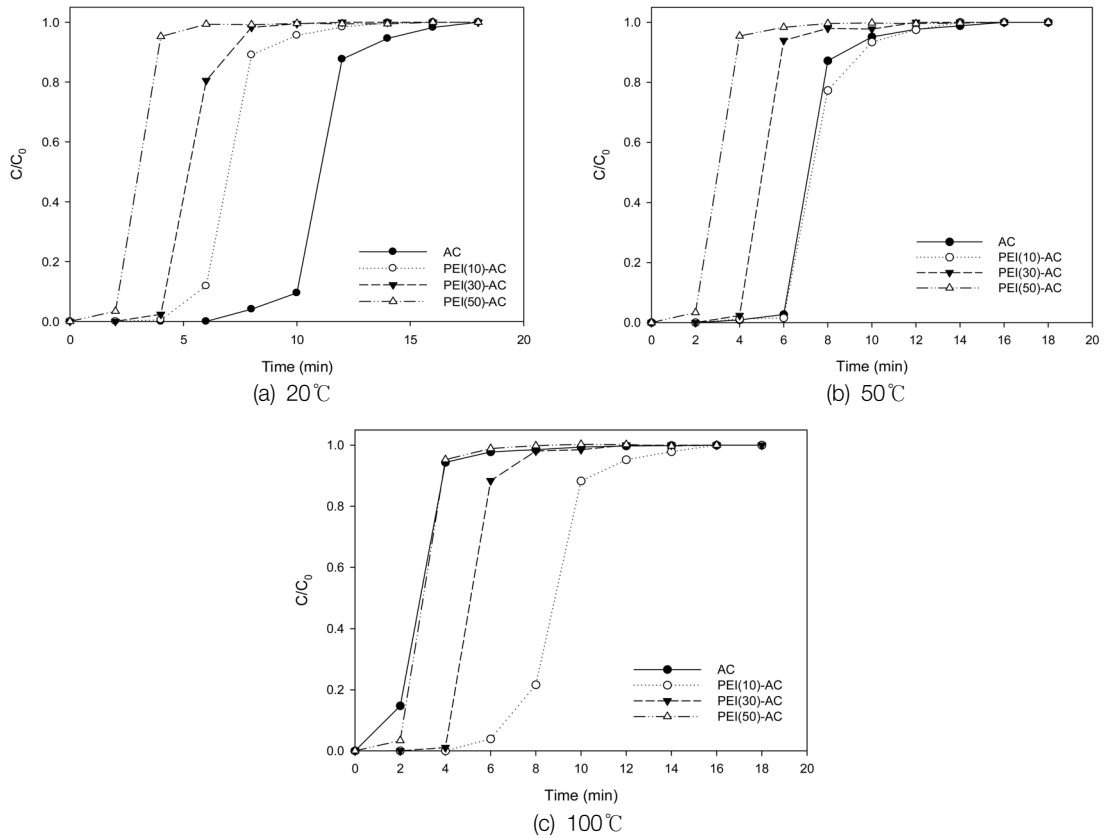 1.0
0.8
0.6
0.4
0.2
0.0
C/C0
AC
PEI(10)-AC
PEI(30)-AC
PEI(50)-AC
0 5 10 15 20
Time (min)
(a) 20℃
1.0
0.8
0.6
0.4
0.2
0.0
C/C0
AC
PEI(10)-AC
PEI(30)-AC
PEI(50)-AC
0 2 4 6 8 10 12 14 16 18 20
Time (min)
(b) 50℃
1.0
0.8
0.6
0.4
0.2
0.0
C/C0
AC
PEI(10)-AC
PEI(30)-AC
PEI(50)-AC
0 2 4 6 8 10 12 14 16 18 20
Time (min)
(c) 100℃